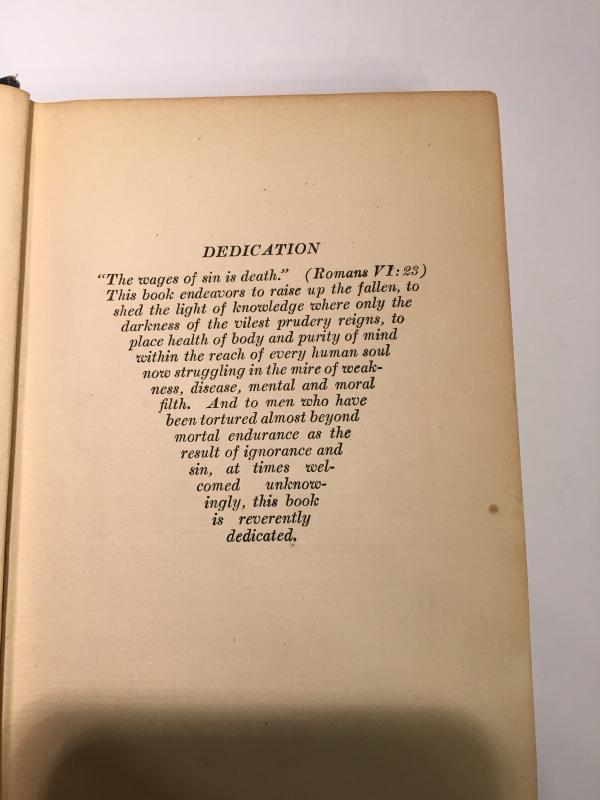 DEDICATION
"The wages of sin is death." (Romans VI: 23)
This book endeavors to raise up the fallen, to
shed the light of knowledge where only the
darkness of the vilest prudery reigns, to
place health of body and purity of mind
within the reach of every human soul
now struggling in the mire of weak-
ness, disease, mental and moral
filth. And to men who have
been tortured almost beyond
mortal endurance as the
result of ignorance and
sin, at times wel-
comed unknow-
ingly, this book
is reverently
dedicated.